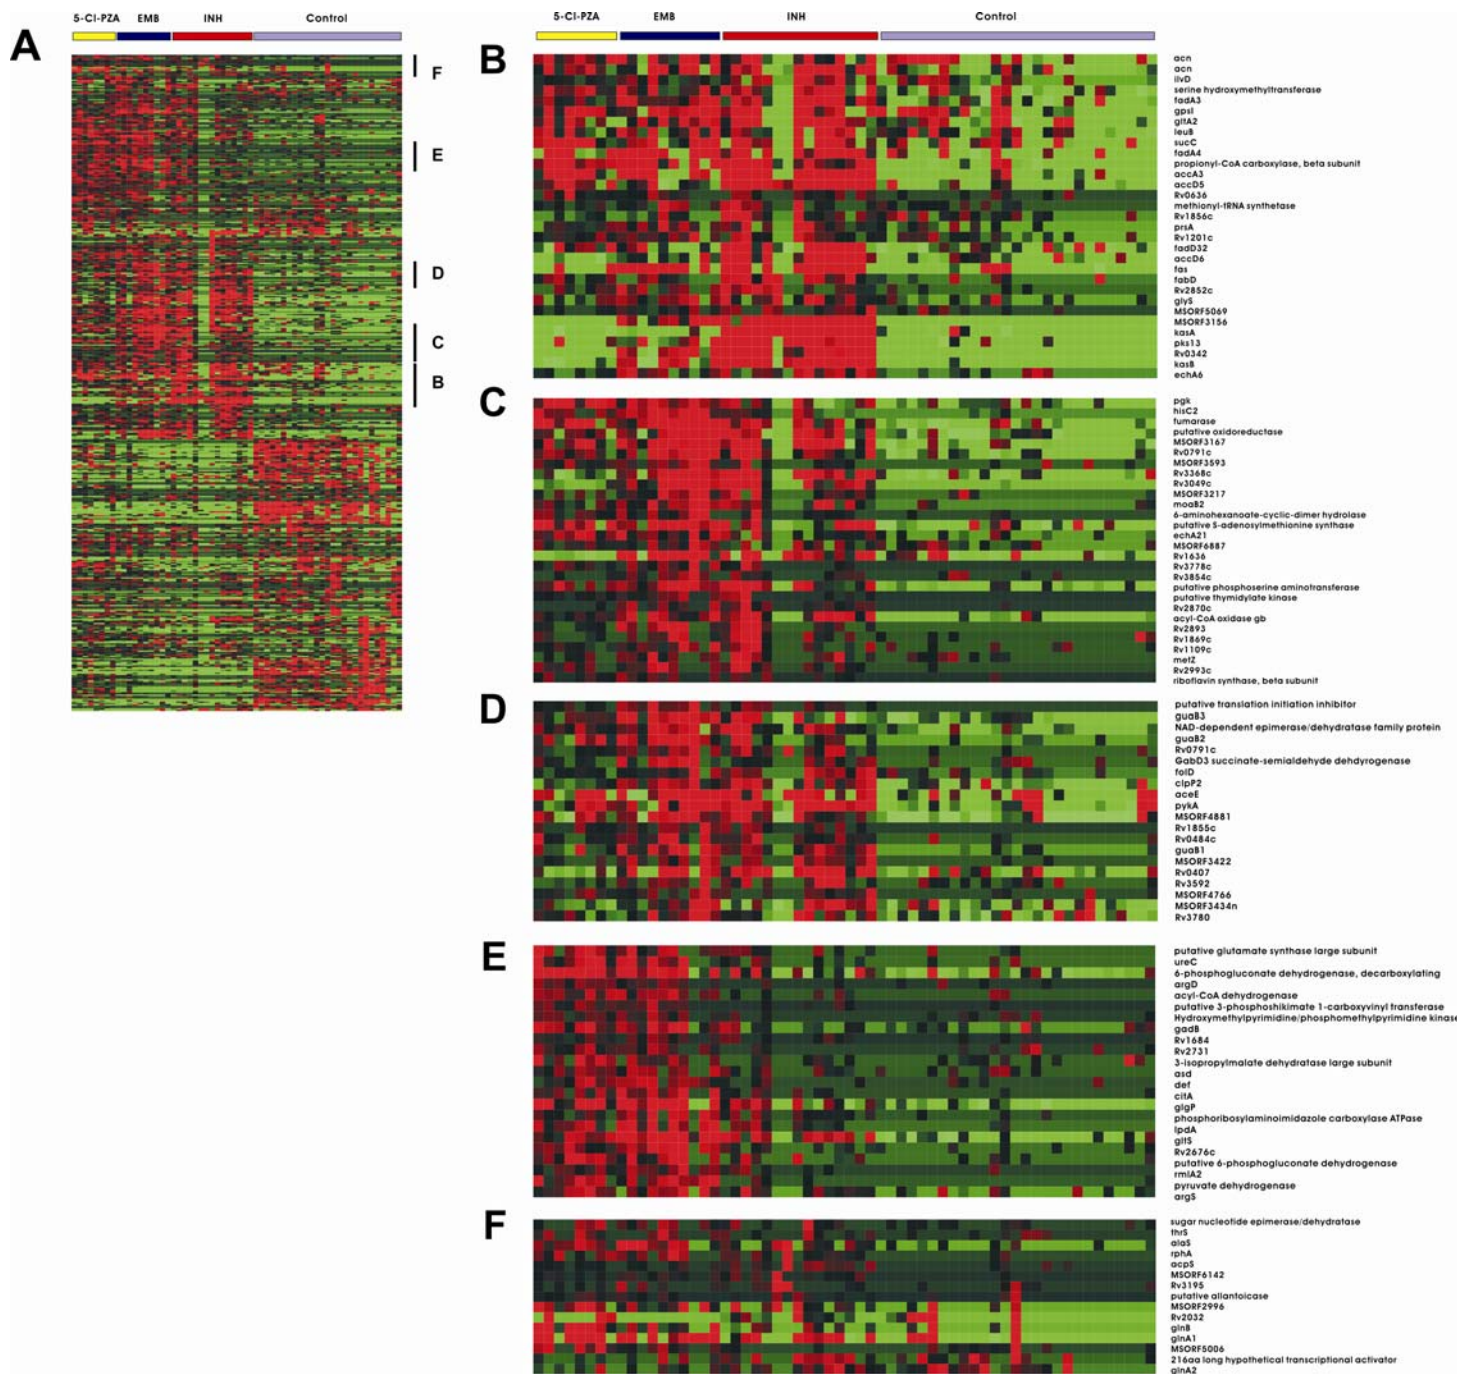 5-Cl-PZA EMB INH Control
A
F
E
D
C
B
5-Cl-PZA EMB INH Control
B
acn
acn
ilvD
serine hydroxymethyltransferase
fadA3
gpsI
gltA2
leuB
sucC
fadA4
propionyl-CoA carboxylase, beta subunit
accA3
accD5
Rv0636
methionyl-tRNA synthetase
Rv1856c
prsA
Rv1201c
fadD32
accD6
fas
fabD
Rv2852c
glyS
MSORF5069
MSORF3156
kasA
pks13
Rv0342
kasB
echA6
C
pgk
hisC2
fumarase
putative oxidoreductase
MSORF3167
Rv0791c
MSORF3593
Rv3368c
Rv3049c
MSORF3217
moaB2
6-aminohexanoate-cyclic-dimer hydrolase
putative S-adenosylmethionine synthase
echA21
MSORF6887
Rv1636
Rv3778c
Rv3854c
putative phosphoserine aminotransferase
putative thymidylate kinase
Rv2870c
acyl-CoA oxidase gb
Rv2893
Rv1869c
Rv1109c
metZ
Rv2993c
riboflavin synthase, beta subunit
D
putative translation initiation inhibitor
guaB3
NAD-dependent epimerase/dehydratase family protein
guaB2
Rv0791c
GabD3 succinate-semialdehyde dehdyrogenase
folD
clpP2
aceE
pykA
MSORF4881
Rv1855c
Rv0484c
guaB1
MSORF3422
Rv0407
Rv3592
MSORF4766
MSORF3434n
Rv3780
E
putative glutamate synthase large subunit
ureC
6-phosphogluconate dehydrogenase, decarboxylating
argD
acyl-CoA dehydrogenase
putative 3-phosphoshikimate 1-carboxyvinyl transferase
Hydroxymethylpyrimidine/phosphomethylpyrimidine kinase
gadB
Rv1684
Rv2731
3-isopropylmalate dehydratase large subunit
asd
def
citA
glgP
phosphoribosylaminoimidazole carboxylase ATPase
lpdA
gltS
Rv2676c
putative 6-phosphogluconate dehydrogenase
rmlA2
pyruvate dehydrogenase
argS
F
sugar nucleotide epimerase/dehydratase
thrS
alaS
rphA
acpS
MSORF6142
Rv3195
putative allantoicase
MSORF2996
Rv2032
glnB
glnA1
MSORF5006
216aa long hypothetical transcriptional activator
glnA2